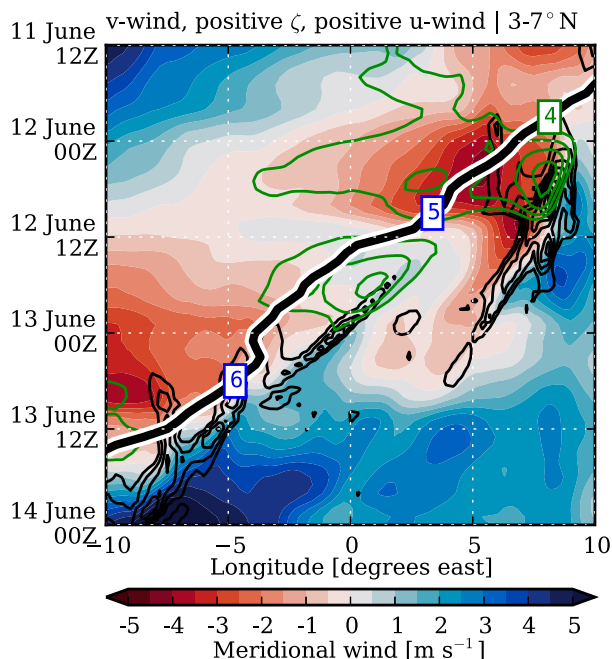 v-wind, positive ζ, positive u-wind | 3-7° N
11 June
12Z
12 June
00Z
12 June
12Z
13 June
00Z
13 June
12Z
14 June
00Z
4
5
6
−10 −5 0 5 10
Longitude [degrees east]
-5 -4 -3 -2 -1 0 1 2 3 4 5
Meridional wind [m s⁻¹]